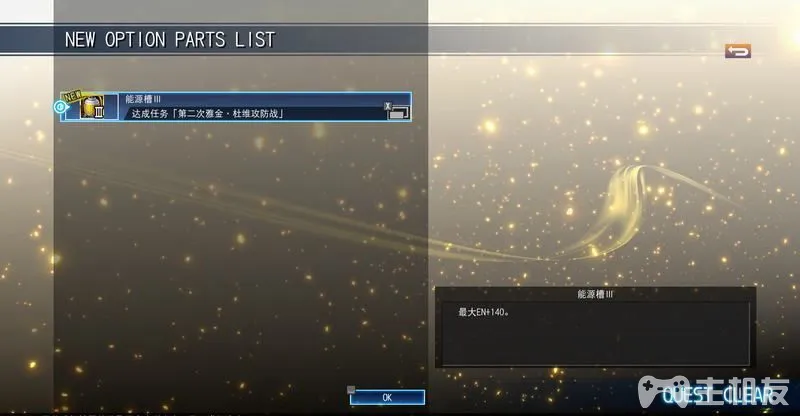 NEW OPTION PARTS LIST
NEW
能源槽Ⅲ
Ⅲ
达成任务「第二次雅金·杜维攻防战」
X
能源槽Ⅲ
最大EN+140。
OK
QUEST CLEAR
主机友